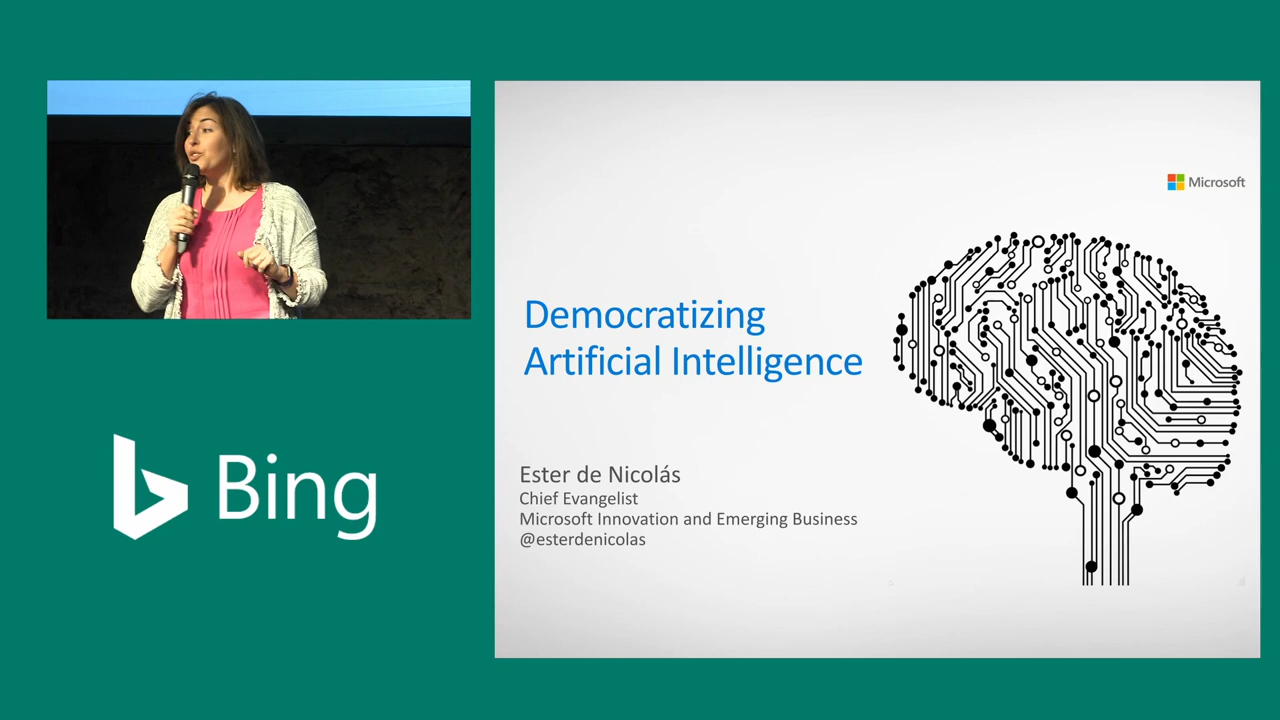 Microsoft
Democratizing
Artificial Intelligence
Ester de Nicolás
Chief Evangelist
Microsoft Innovation and Emerging Business
@esterdenicolas
Bing